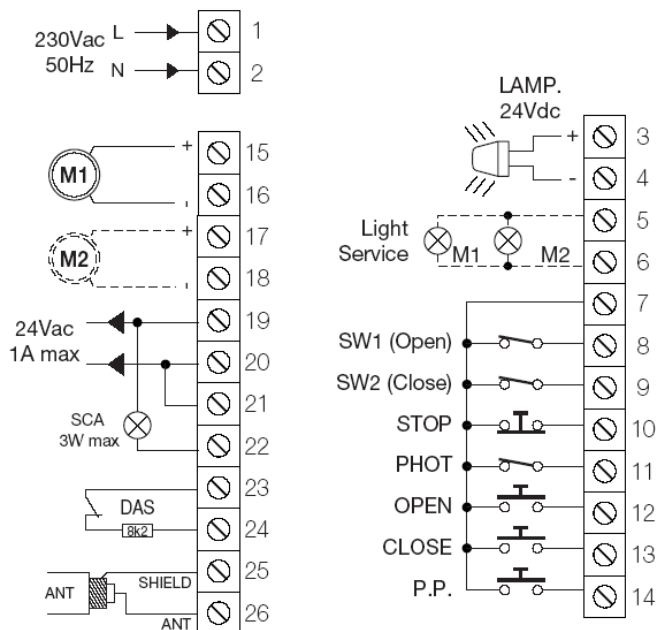 230Vac
50Hz
L
N
1
2
M1
+
-
15
16
M2
+
-
17
18
24Vac
1A max
19
20
21
SCA
3W max
22
23
DAS
8k2
24
ANT
SHIELD
25
ANT
26
LAMP.
24Vdc
+
-
3
4
Light
Service
M1
M2
5
6
7
SW1 (Open)
8
SW2 (Close)
9
STOP
10
PHOT
11
OPEN
12
CLOSE
13
P.P.
14